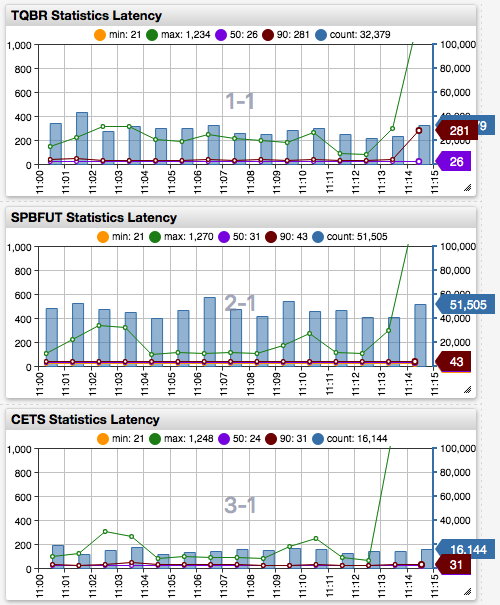 TQBR Statistics Latency
min: 21 max: 1,234 50: 26 90: 281 count: 32,379
1,000 100,000
800 80,000
600 1-1 60,000
400 40,000 79
281
200 20,000
26
0
11:00 11:01 11:02 11:03 11:04 11:05 11:06 11:07 11:08 11:09 11:10 11:11 11:12 11:13 11:14 11:15
SPBFUT Statistics Latency
min: 21 max: 1,270 50: 31 90: 43 count: 51,505
1,000 100,000
800 80,000
600 2-1 60,000
51,505
400 40,000
200 20,000
43
0
11:00 11:01 11:02 11:03 11:04 11:05 11:06 11:07 11:08 11:09 11:10 11:11 11:12 11:13 11:14 11:15
CETS Statistics Latency
min: 21 max: 1,248 50: 24 90: 31 count: 16,144
1,000 100,000
800 80,000
600 3-1 60,000
400 40,000
200 16,144
31
0
11:00 11:01 11:02 11:03 11:04 11:05 11:06 11:07 11:08 11:09 11:10 11:11 11:12 11:13 11:14 11:15